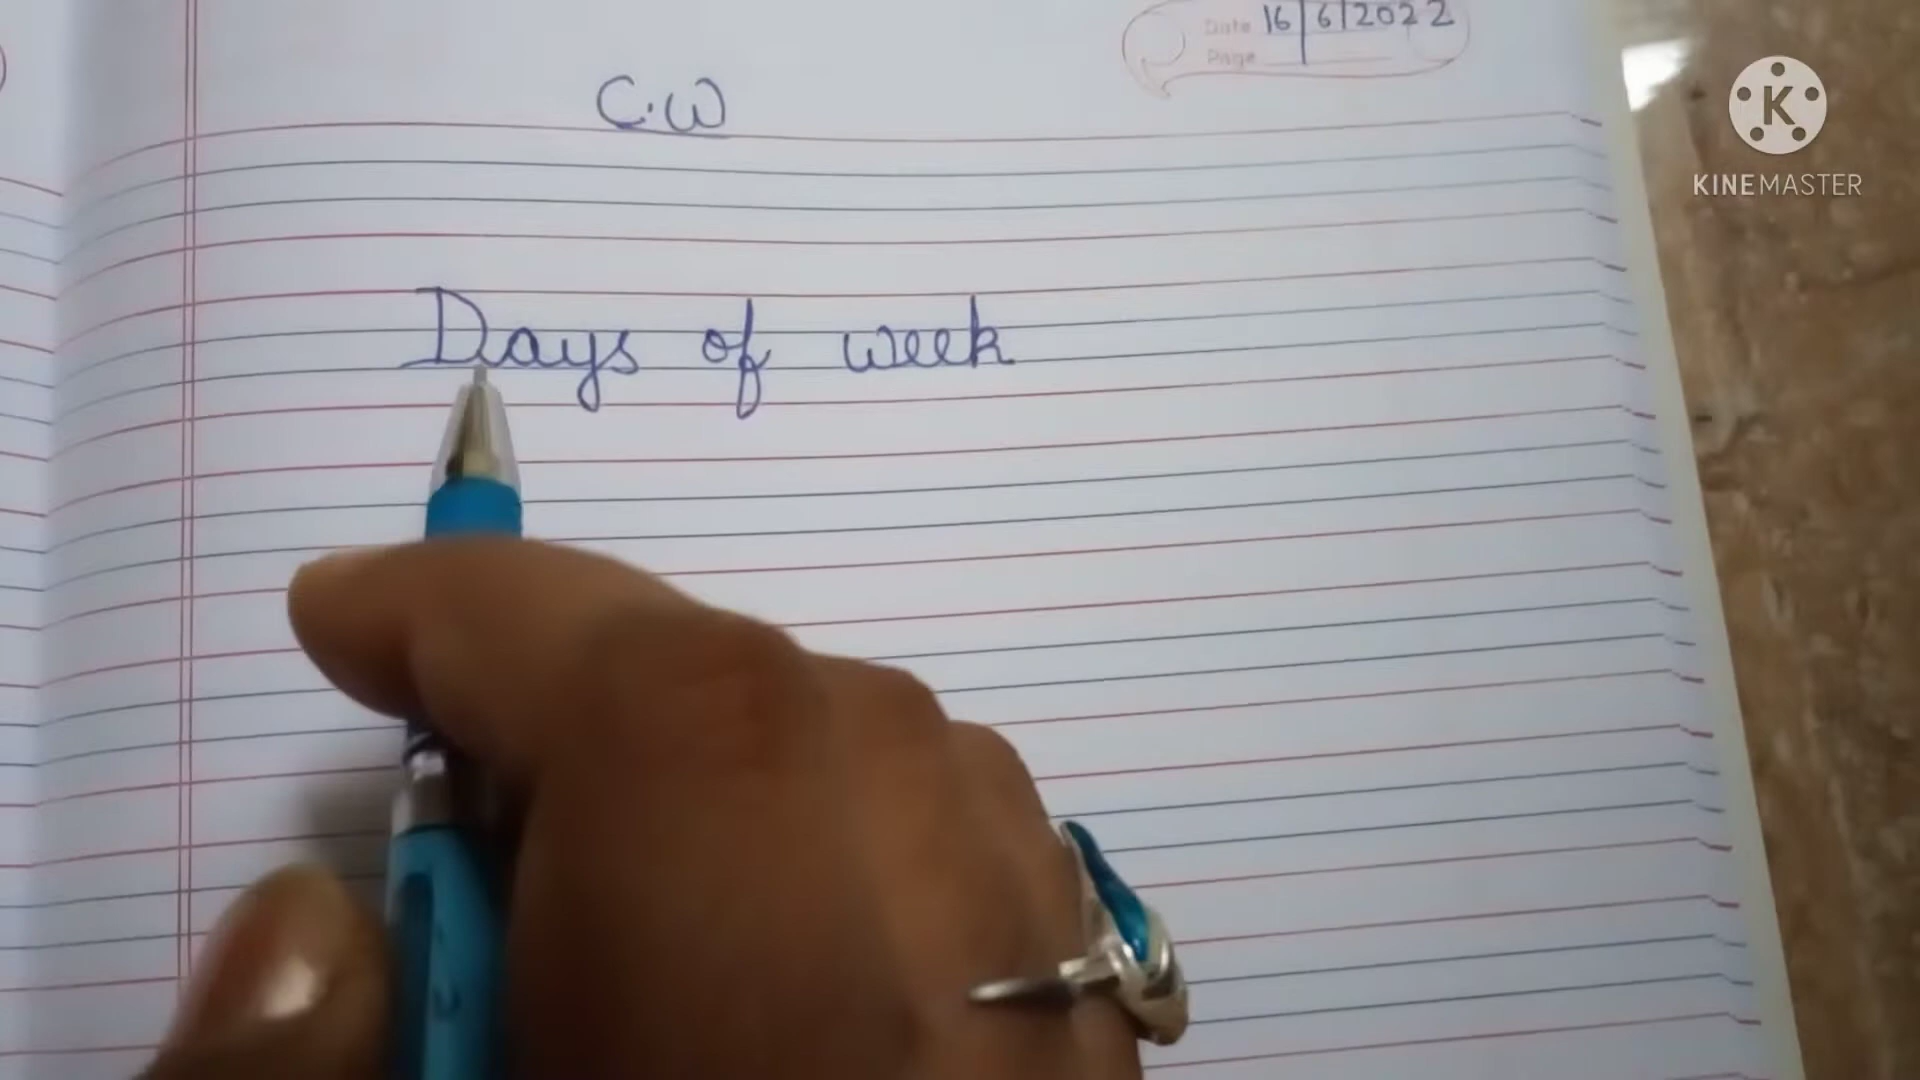 Date 16/6/2022
Page
C.W
Days of week
KINEMASTER